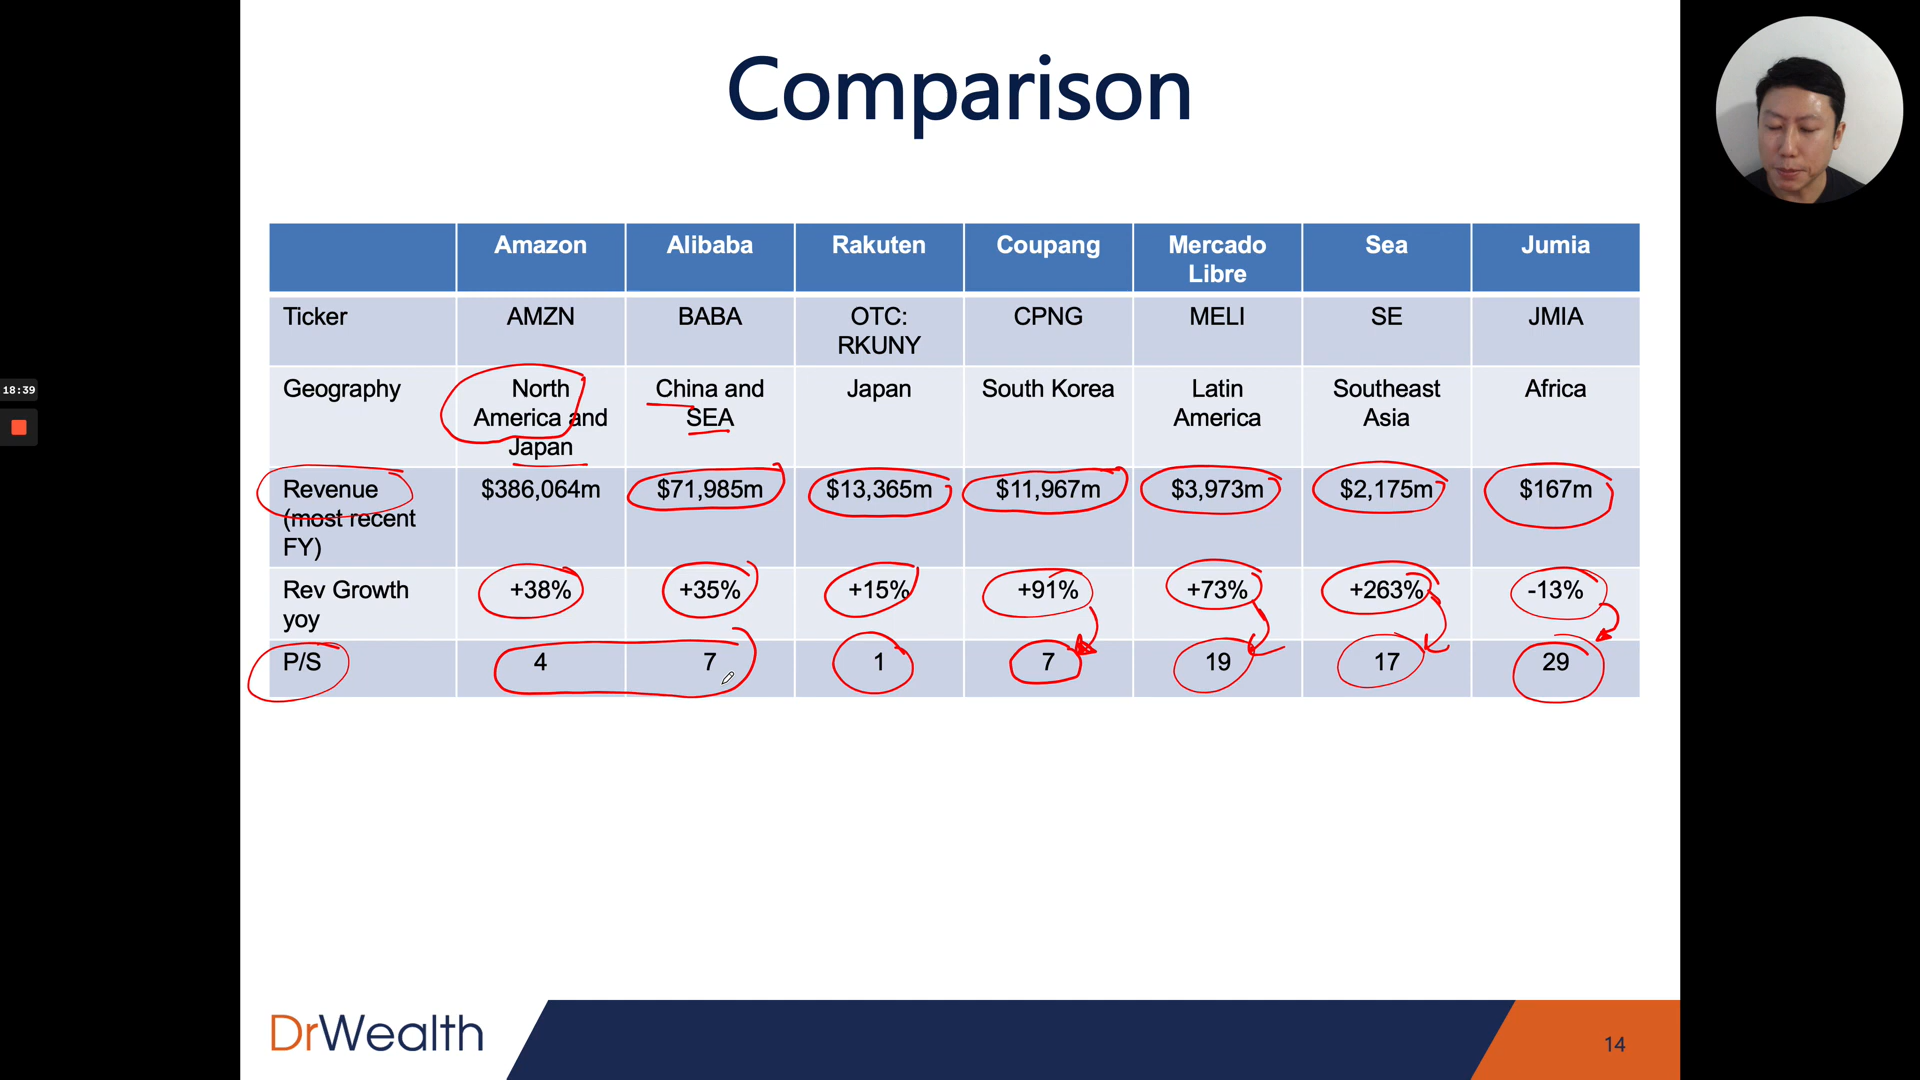 Comparison
Amazon Alibaba Rakuten Coupang Mercado Libre Sea Jumia
Ticker AMZN BABA OTC: RKUNY CPNG MELI SE JMIA
Geography North America and Japan China and SEA Japan South Korea Latin America Southeast Asia Africa
Revenue (most recent FY) $386,064m $71,985m $13,365m $11,967m $3,973m $2,175m $167m
Rev Growth yoy +38% +35% +15% +91% +73% +263% -13%
P/S 4 7 1 7 19 17 29
18:39
DrWealth
14